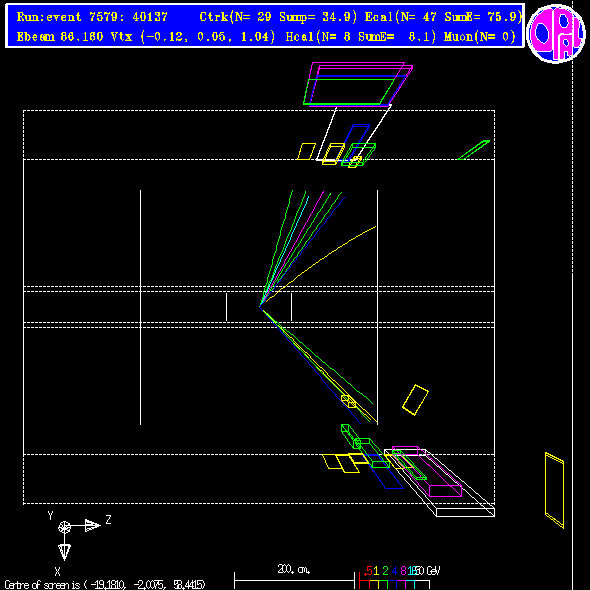 Run:event 7579: 40137 Ctrk(N= 29 Sump= 34.9) Ecal(N= 47 SumE= 75.9)
Ebeam 86.160 Vtx (-0.12, 0.05, 1.04) Hcal(N= 8 SumE= 8.1) Muon(N= 0)
OPAL
Y
Z
X
200. cm.
.5 1 2 4 8 16 50 GeV
Centre of screen is ( -19.1810, -2.0075, 58.4415)